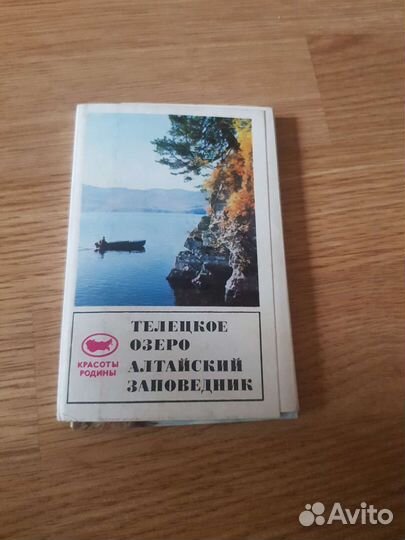 ТЕЛЕЦКОЕ
ОЗЕРО
АЛТАЙСКИЙ
ЗАПОВЕДНИК
КРАСОТЫ
РОДИНЫ
Avito